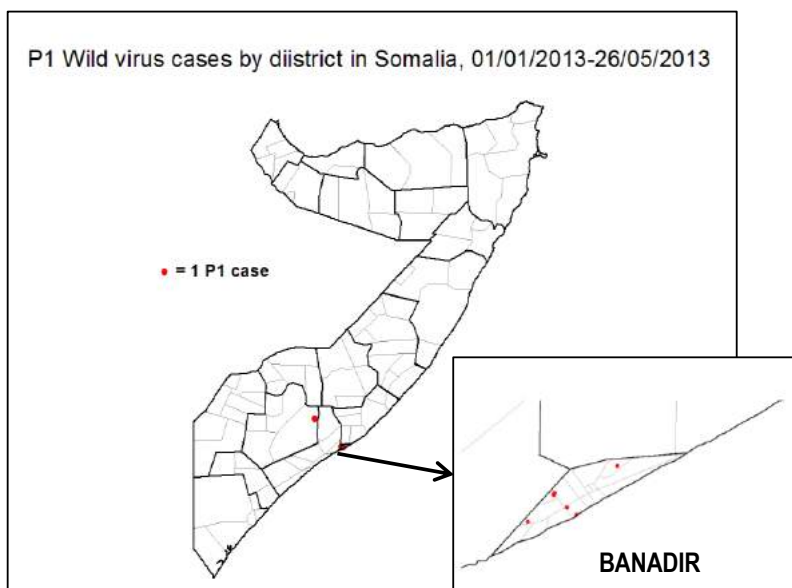 P1 Wild virus cases by diistrict in Somalia, 01/01/2013-26/05/2013
= 1 P1 case
BANADIR